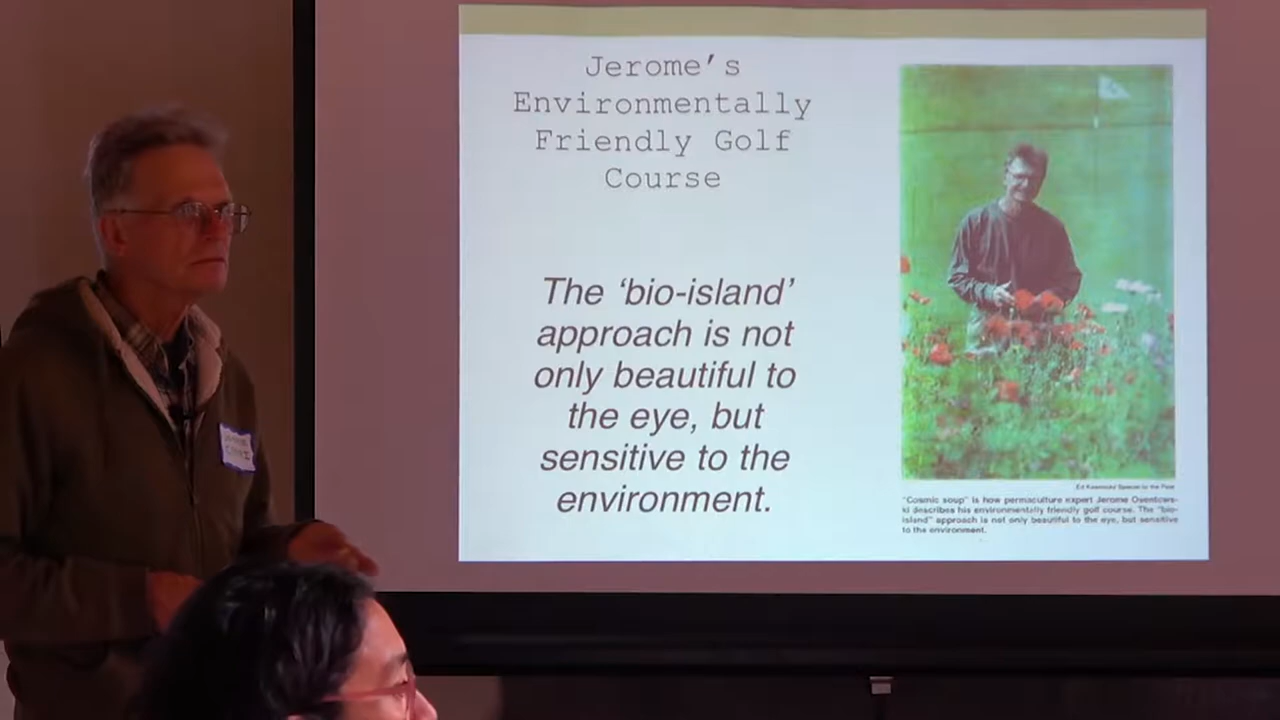 Jerome's
Environmentally
Friendly Golf
Course
The 'bio-island'
approach is not
only beautiful to
the eye, but
sensitive to the
environment.
"Cosmic soup" is how permaculture expert Jerome Osentows-
ki describes his environmentally friendly golf course. The "bio-
island" approach is not only beautiful to the eye, but sensitive
to the environment.